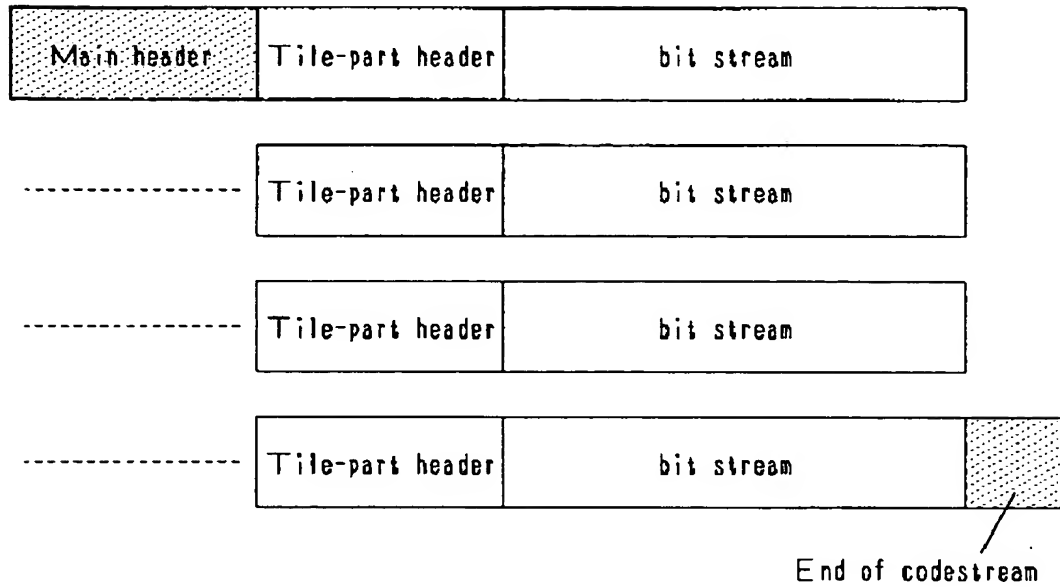 Main header Tile-part header bit stream
Tile-part header bit stream
Tile-part header bit stream
Tile-part header bit stream
End of codestream